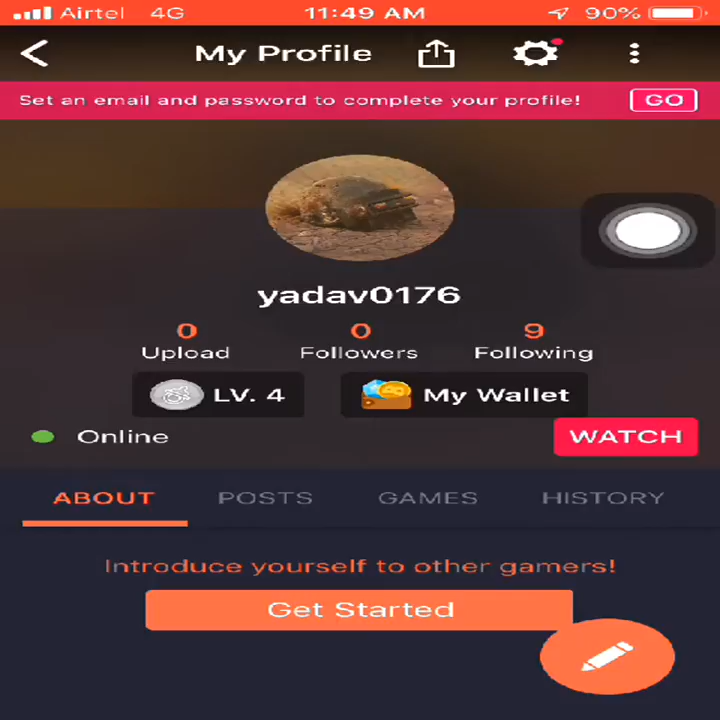 Airtel 4G 11:49 AM 90%
My Profile
Set an email and password to complete your profile! GO
yadav0176
0 0 9
Upload Followers Following
LV. 4 My Wallet
Online WATCH
ABOUT POSTS GAMES HISTORY
Introduce yourself to other gamers!
Get Started